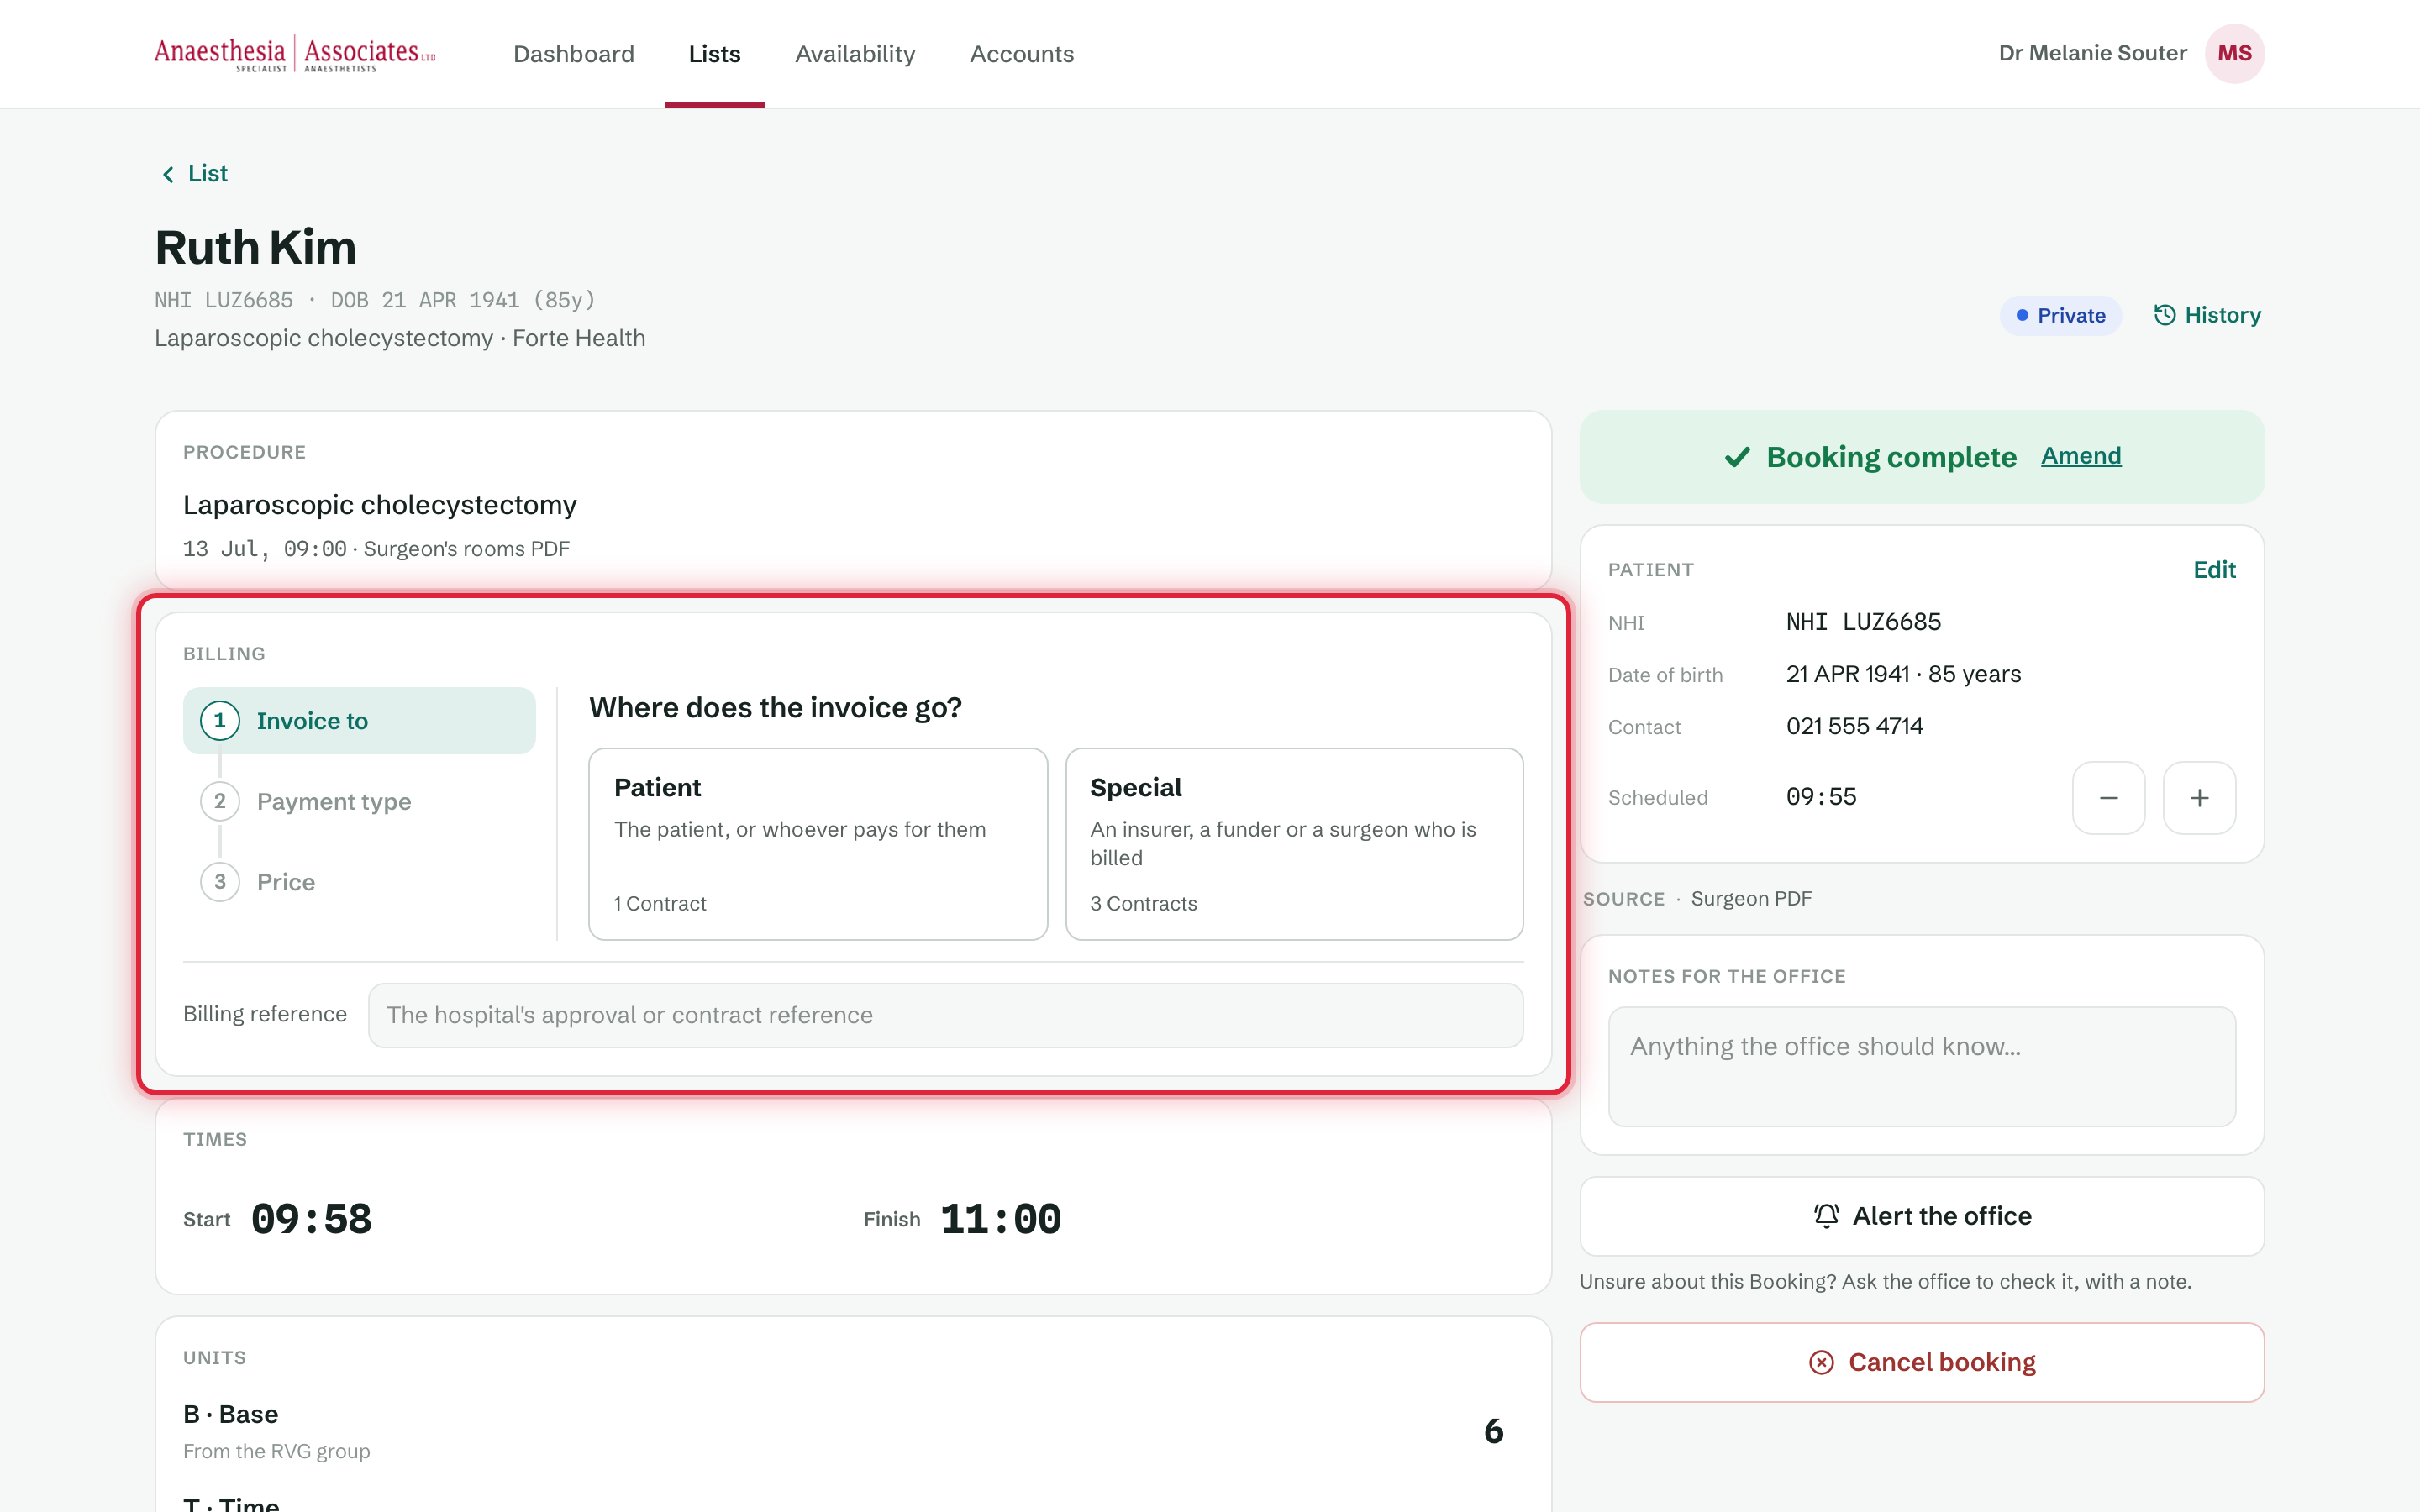 Anaesthesia | Associates LTD
SPECIALIST ANAESTHETISTS
Dashboard
Lists
Availability
Accounts
Dr Melanie Souter
MS
List
Ruth Kim
NHI LUZ6685 · DOB 21 APR 1941 (85y)
Laparoscopic cholecystectomy · Forte Health
Private
History
PROCEDURE
Laparoscopic cholecystectomy
13 Jul, 09:00 · Surgeon's rooms PDF
BILLING
1 Invoice to
2 Payment type
3 Price
Where does the invoice go?
Patient
The patient, or whoever pays for them
1 Contract
Special
An insurer, a funder or a surgeon who is
billed
3 Contracts
Billing reference
The hospital's approval or contract reference
TIMES
Start 09:58
Finish 11:00
UNITS
B · Base
From the RVG group
6
T · Time
Booking complete Amend
PATIENT
Edit
NHI NHI LUZ6685
Date of birth 21 APR 1941 · 85 years
Contact 021 555 4714
Scheduled 09:55
SOURCE · Surgeon PDF
NOTES FOR THE OFFICE
Anything the office should know...
Alert the office
Unsure about this Booking? Ask the office to check it, with a note.
Cancel booking